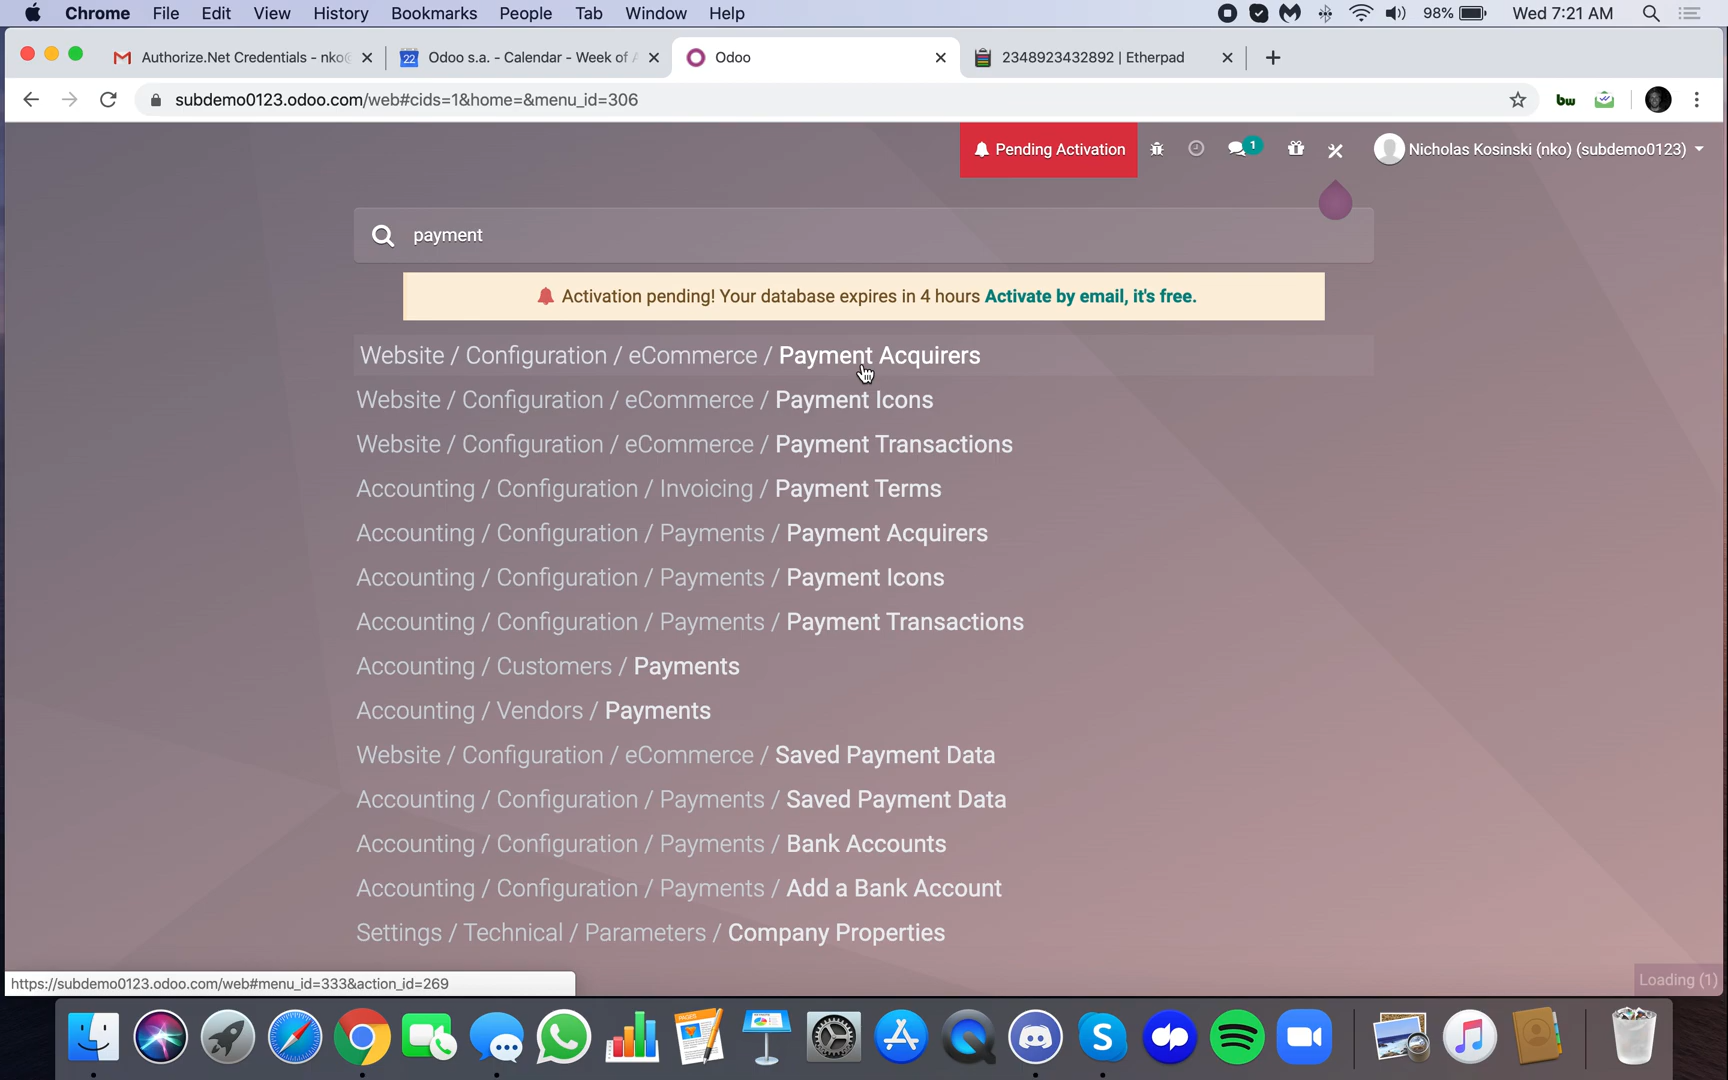 Chrome File Edit View History Bookmarks People Tab Window Help 98% Wed 7:21 AM
Authorize.Net Credentials - nko Odoo s.a. - Calendar - Week of Odoo 2348923432892 | Etherpad
subdemo0123.odoo.com/web#cids=1&home=&menu_id=306 bw
Pending Activation 1 Nicholas Kosinski (nko) (subdemo0123)
payment
Activation pending! Your database expires in 4 hours Activate by email, it's free.
Website / Configuration / eCommerce / Payment Acquirers
Website / Configuration / eCommerce / Payment Icons
Website / Configuration / eCommerce / Payment Transactions
Accounting / Configuration / Invoicing / Payment Terms
Accounting / Configuration / Payments / Payment Acquirers
Accounting / Configuration / Payments / Payment Icons
Accounting / Configuration / Payments / Payment Transactions
Accounting / Customers / Payments
Accounting / Vendors / Payments
Website / Configuration / eCommerce / Saved Payment Data
Accounting / Configuration / Payments / Saved Payment Data
Accounting / Configuration / Payments / Bank Accounts
Accounting / Configuration / Payments / Add a Bank Account
Settings / Technical / Parameters / Company Properties
https://subdemo0123.odoo.com/web#menu_id=333&action_id=269
Loading (1)